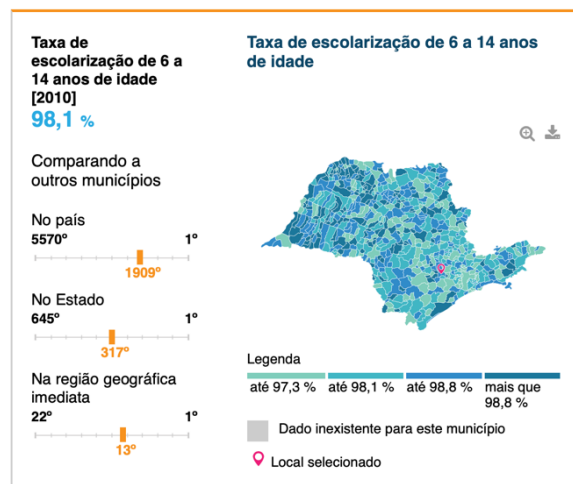 Taxa de
escolarização de 6 a
14 anos de idade
[2010]
98,1 %
Comparando a
outros municípios
No país
5570º 1º
1909º
No Estado
645º 1º
317º
Na região geográfica
imediata
22º 1º
13º
Taxa de escolarização de 6 a 14 anos
de idade
Legenda
até 97,3 % até 98,1 % até 98,8 % mais que
98,8 %
Dado inexistente para este município
Local selecionado